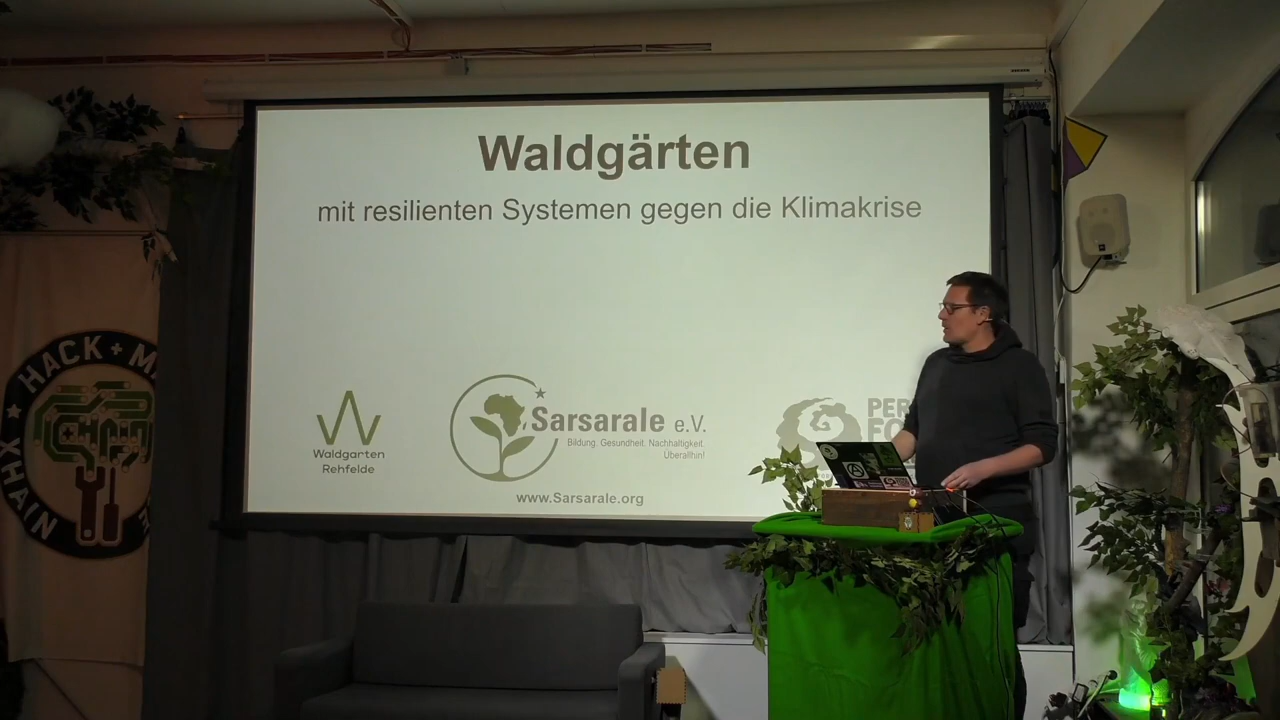 Waldgärten
mit resilienten Systemen gegen die Klimakrise
Waldgarten
Rehfelde
Sarsarale e.V.
Bildung. Gesundheit. Nachhaltigkeit.
Überallhin!
www.Sarsarale.org
HACK+
CHAIN
XHAIN